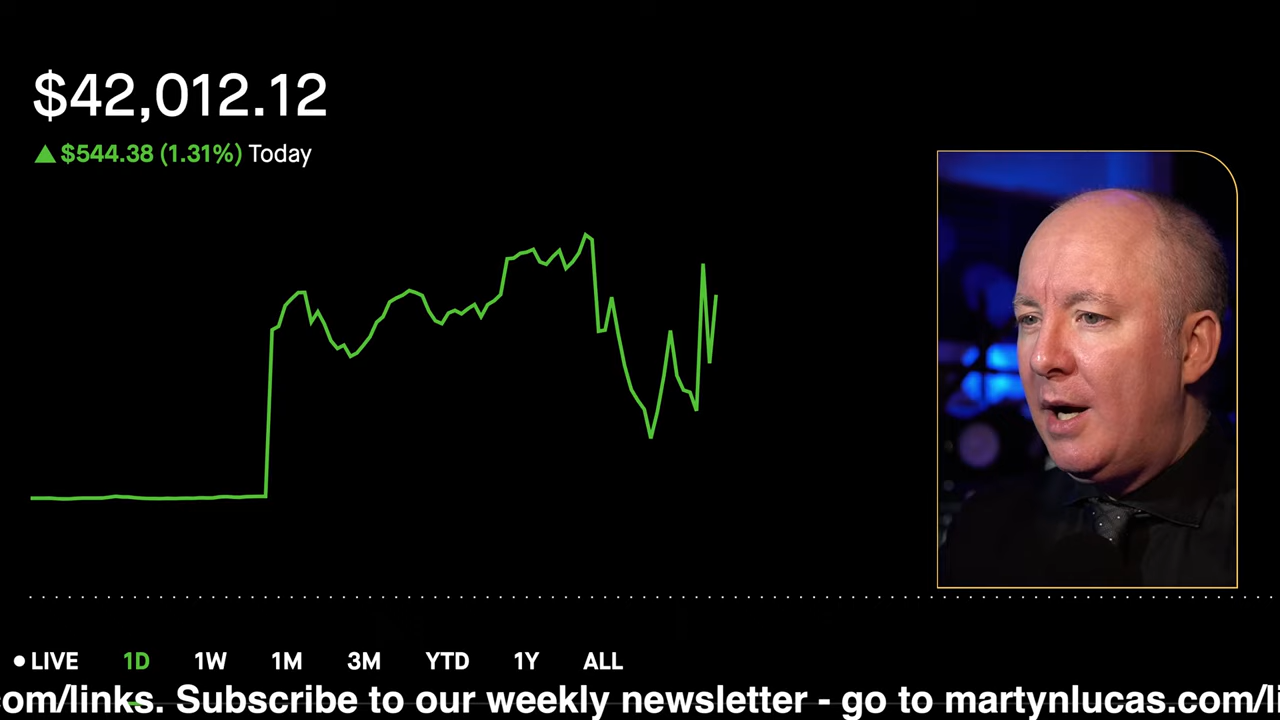 $42,012.12
▲ $544.38 (1.31%) Today
LIVE 1D 1W 1M 3M YTD 1Y ALL
com/links. Subscribe to our weekly newsletter - go to martynlucas.com/li